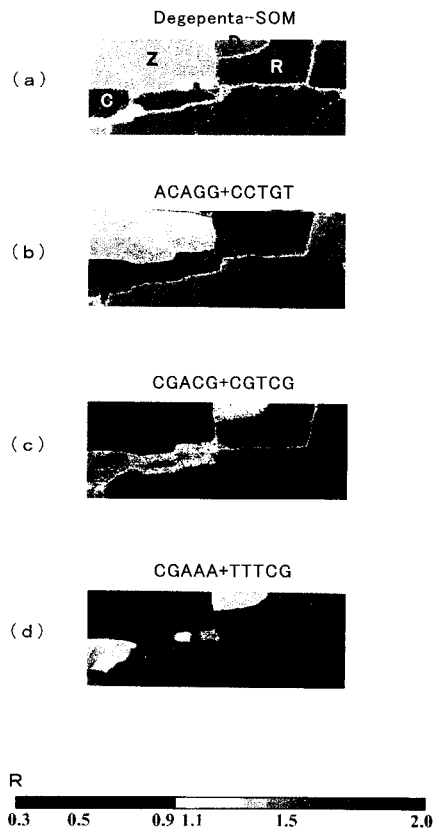 Degepenta-SOM
(a)
Z
D
R
C
ACAGG+CCTGT
(b)
CGACG+CGTCG
(c)
CGAAA+TTTCG
(d)
R
0.3 0.5 0.9 1.1 1.5 2.0